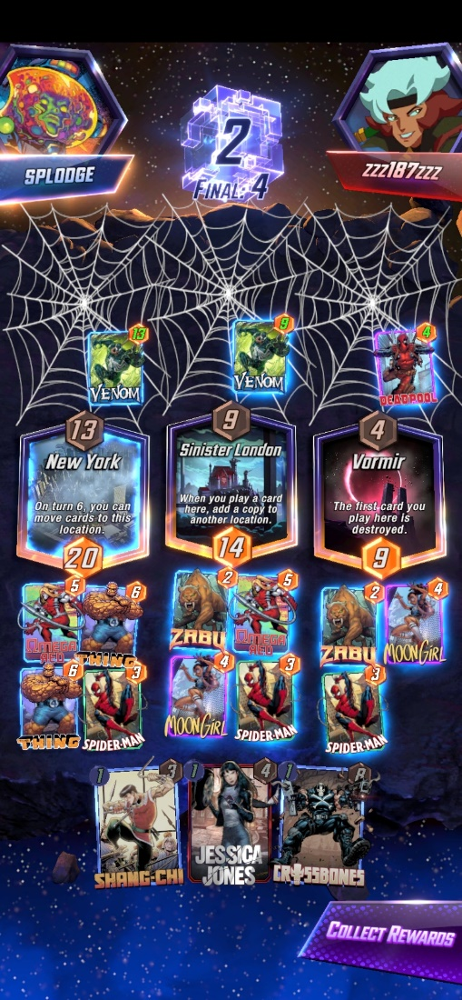 2
FINAL: 4
SPLODGE
zzz187zzz
13
9
4
VENOM
VENOM
DEADPOOL
13
9
4
New York
Sinister London
Vormir
On turn 6, you can
move cards to this
location.
When you play a card
here, add a copy to
another location.
The first card you
play here is
destroyed.
20
14
9
5
6
2
5
2
4
OMEGA
RED
THING
ZABU
OMEGA
RED
ZABU
MOON GIRL
6
3
4
3
3
THING
SPIDER-MAN
MOON GIRL
SPIDER-MAN
SPIDER-MAN
1
3
1
4
1
8
SHANG-CHI
JESSICA
JONES
CROSSBONES
COLLECT REWARDS